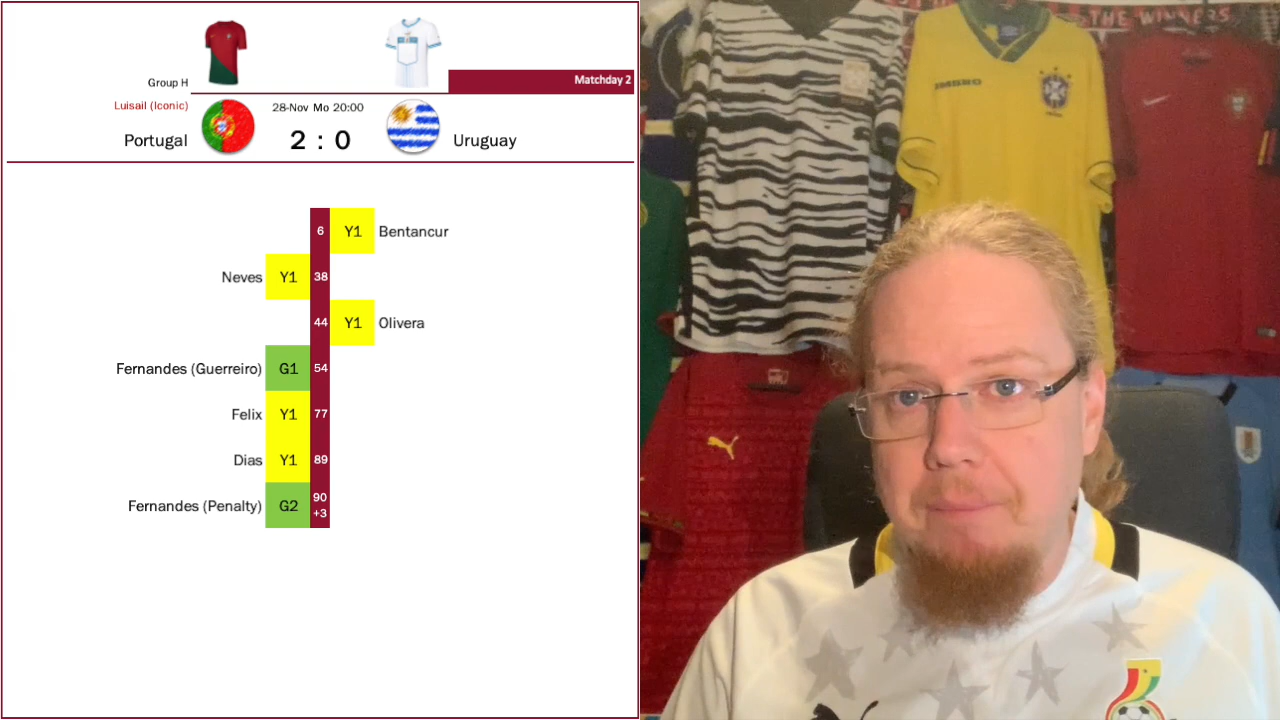 Group H
Matchday 2
Luisail (Iconic)
28-Nov Mo 20:00
Portugal
2 : 0
Uruguay
6 Y1 Bentancur
Neves Y1 38
44 Y1 Olivera
Fernandes (Guerreiro) G1 54
Felix Y1 77
Dias Y1 89
Fernandes (Penalty) G2 90
+3
THE WINNERS
UMBRO